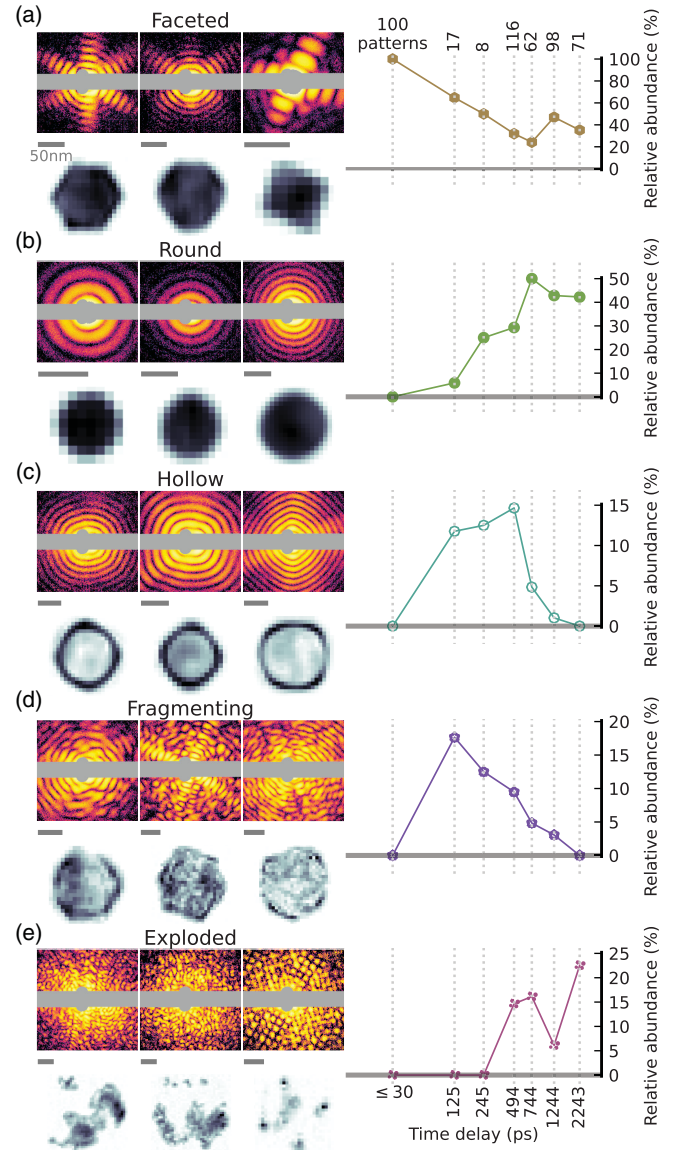 (a)
Faceted
50nm
100
patterns
17
8
116
62
98
71
100
80
60
40
20
0
Relative abundance (%)
(b)
Round
50
40
30
20
10
0
Relative abundance (%)
(c)
Hollow
15
10
5
0
Relative abundance (%)
(d)
Fragmenting
20
15
10
5
0
Relative abundance (%)
(e)
Exploded
25
20
15
10
5
0
Relative abundance (%)
≤ 30
125
245
494
744
1244
2243
Time delay (ps)